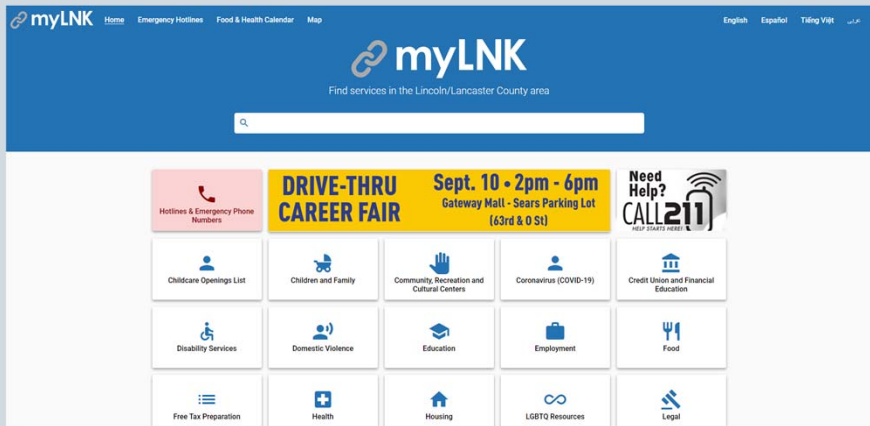 myLNK
Home
Emergency Hotlines
Food & Health Calendar
Map
English
Español
Tiếng Việt
عربى
myLNK
Find services in the Lincoln/Lancaster County area
Hotlines & Emergency Phone
Numbers
DRIVE-THRU
CAREER FAIR
Sept. 10 • 2pm - 6pm
Gateway Mall - Sears Parking Lot
(63rd & O St)
Need
Help?
CALL 211
HELP STARTS HERE!
Childcare Openings List
Children and Family
Community, Recreation and
Cultural Centers
Coronavirus (COVID-19)
Credit Union and Financial
Education
Disability Services
Domestic Violence
Education
Employment
Food
Free Tax Preparation
Health
Housing
LGBTQ Resources
Legal